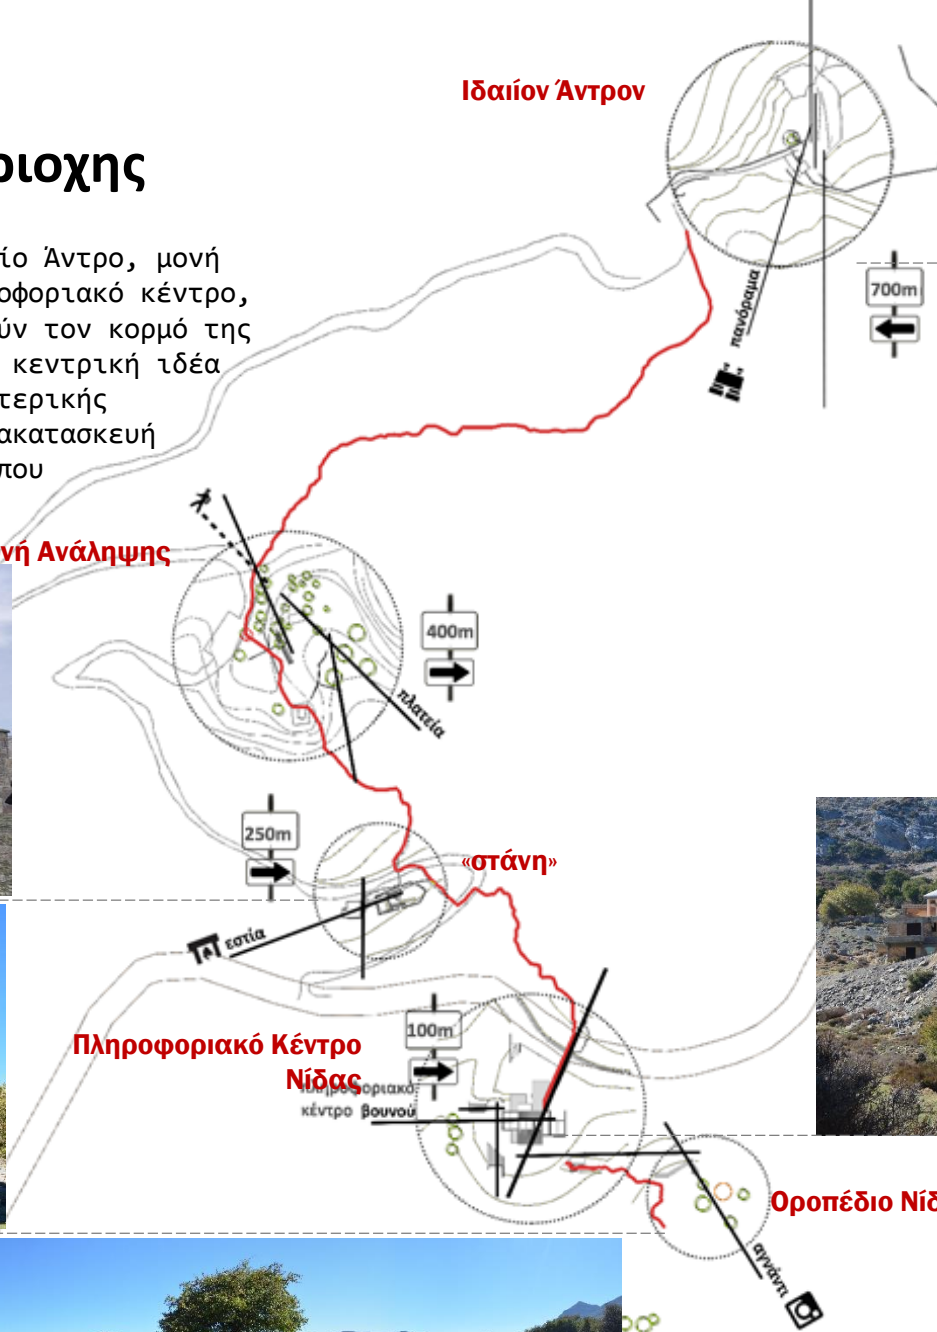 Ιδαιίον Άντρον
ριοχης
ίο Άντρο, μονή
οφοριακό κέντρο,
ύν τον κορμό της
κεντρική ιδέα
τερικής
ακατασκευή
που
πανόραμα
700m
νή Ανάληψης
400m
πλατεία
250m
«στάνη»
εστία
100m
Πληροφοριακό Κέντρο
Νίδας
πληροφοριακό
κέντρο βουνού
Οροπέδιο Νίδ
αγνάντι